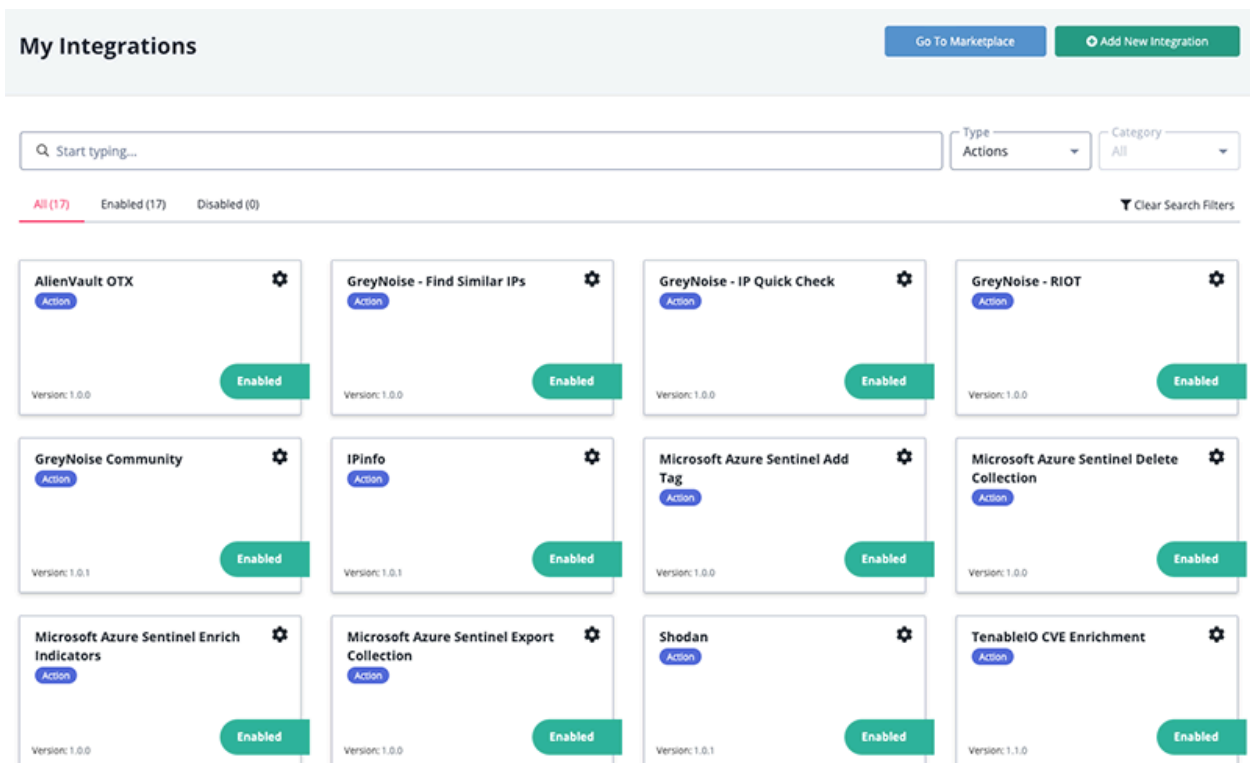 My Integrations
Go To Marketplace
Add New Integration
Start typing...
Type
Actions
Category
All
All (17) Enabled (17) Disabled (0)
Clear Search Filters
AlienVault OTX
Action
Enabled
Version: 1.0.0
GreyNoise - Find Similar IPs
Action
Enabled
Version: 1.0.0
GreyNoise - IP Quick Check
Action
Enabled
Version: 1.0.0
GreyNoise - RIOT
Action
Enabled
Version: 1.0.0
GreyNoise Community
Action
Enabled
Version: 1.0.1
IPinfo
Action
Enabled
Version: 1.0.1
Microsoft Azure Sentinel Add
Tag
Action
Enabled
Version: 1.0.0
Microsoft Azure Sentinel Delete
Collection
Action
Enabled
Version: 1.0.0
Microsoft Azure Sentinel Enrich
Indicators
Action
Enabled
Version: 1.0.0
Microsoft Azure Sentinel Export
Collection
Action
Enabled
Version: 1.0.0
Shodan
Action
Enabled
Version: 1.0.1
TenableIO CVE Enrichment
Action
Enabled
Version: 1.1.0